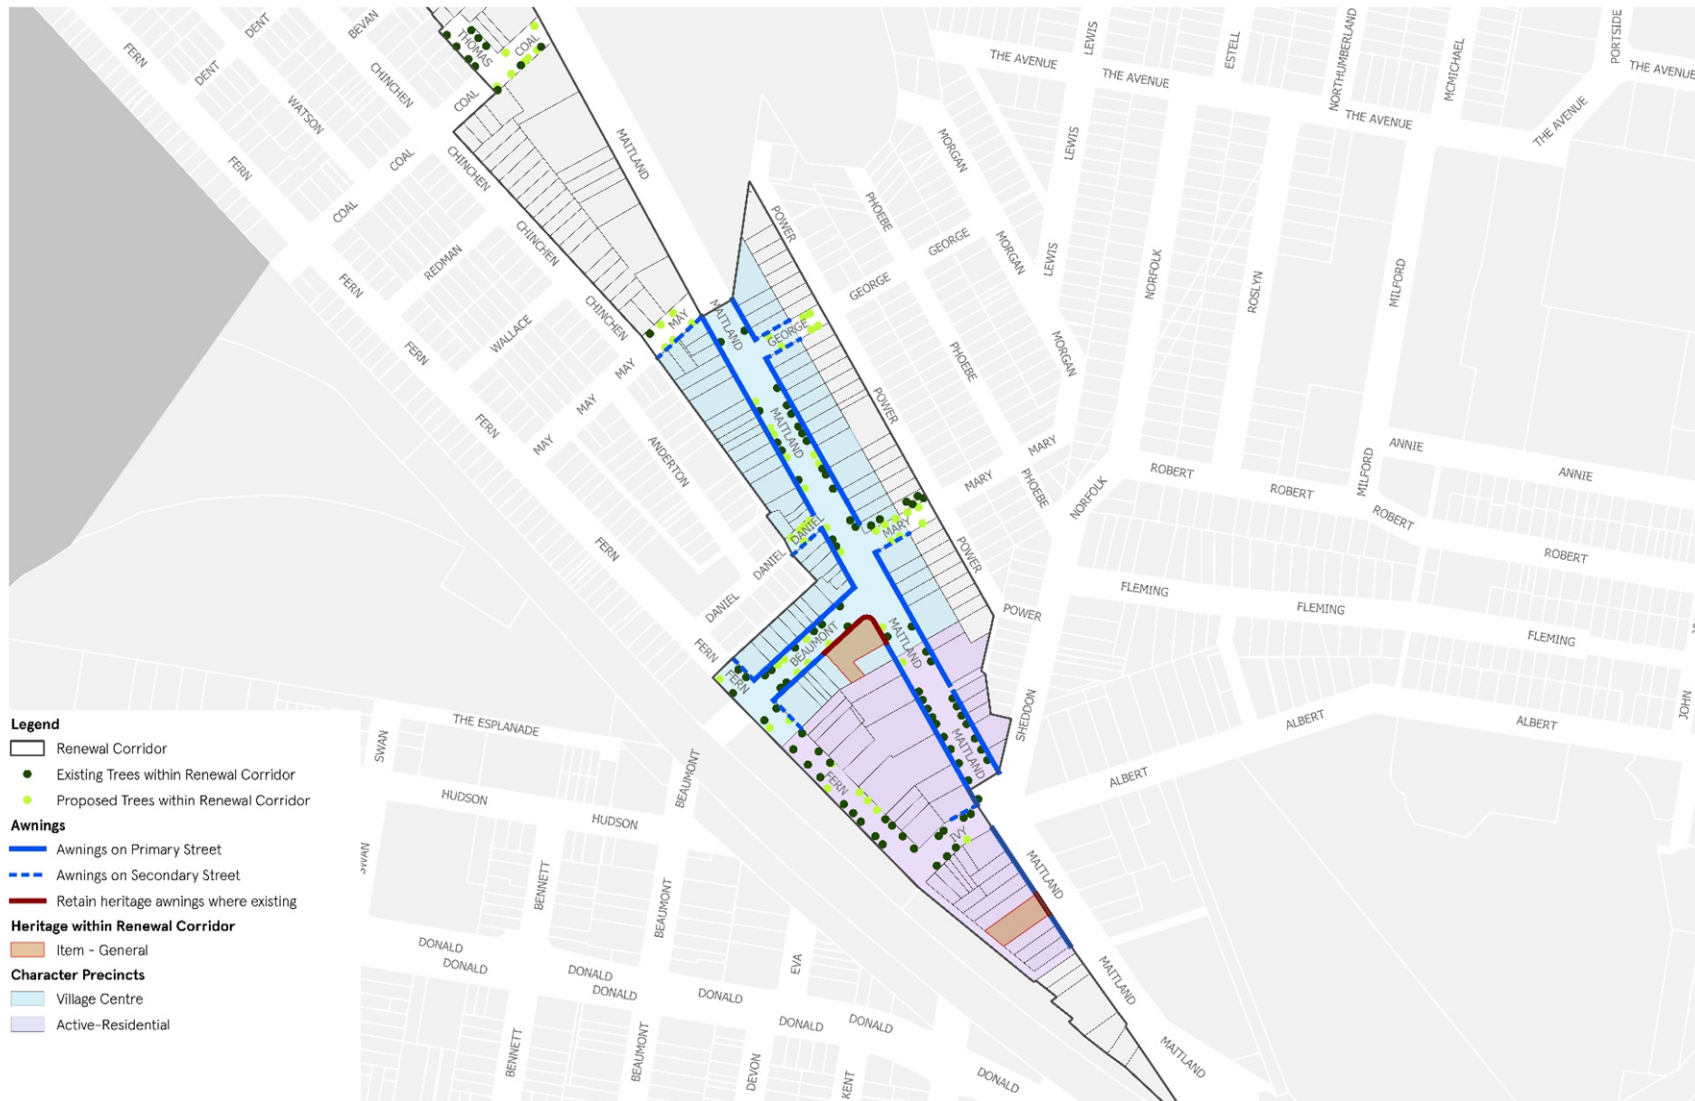 DENT
BEVAN
FERN
DENT
CHINCHEN
WATSON
THOMAS
COAL
COAL
COAL
COAL
FERN
CHINCHEN
MAITLAND
LEWIS
ESTELL
NORTHUMBERLAND
MCMICHAEL
PORTSIDE
THE AVENUE
THE AVENUE
THE AVENUE
THE AVENUE
THE AVENUE
MORGAN
LEWIS
PHOEBE
POWER
GEORGE
GEORGE
MORGAN
LEWIS
NORFOLK
ROSLYN
MILFORD
REDMAN
CHINCHEN
FERN
WALLACE
CHINCHEN
MAY
MAITLAND
GEORGE
FERN
MAY
MAY
MAY
PHOEBE
MORGAN
POWER
MAITLAND
FERN
ANDERTON
MARY
MARY
PHOEBE
NORFOLK
ROBERT
ROBERT
MILFORD
ROBERT
ANNIE
ANNIE
ROBERT
DANIEL
MARY
FERN
DANIEL
DANIEL
POWER
POWER
FLEMING
FLEMING
FLEMING
BEAUMONT
MAITLAND
FERN
FERN
SHEDDON
ALBERT
ALBERT
ALBERT
JOHN
MAITLAND
FERN
IVY
MAITLAND
MAITLAND
MAITLAND
THE ESPLANADE
SWAN
BEAUMONT
HUDSON
HUDSON
SWAN
BENNETT
BEAUMONT
EVA
DONALD
DONALD
DONALD
DONALD
DONALD
DONALD
DONALD
DONALD
BENNETT
BEAUMONT
DEVON
KENT
Legend
Renewal Corridor
Existing Trees within Renewal Corridor
Proposed Trees within Renewal Corridor
Awnings
Awnings on Primary Street
Awnings on Secondary Street
Retain heritage awnings where existing
Heritage within Renewal Corridor
Item - General
Character Precincts
Village Centre
Active-Residential